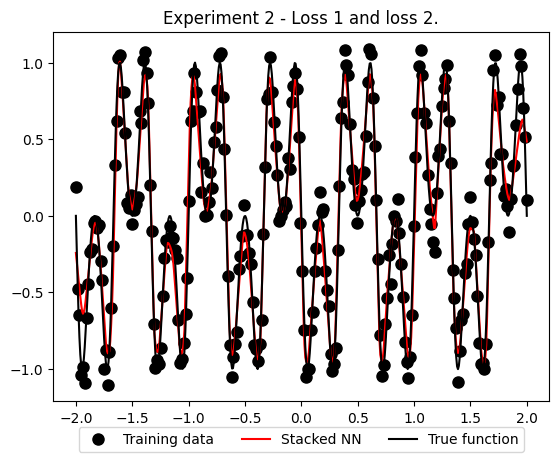 Experiment 2 - Loss 1 and loss 2.
1.0
0.5
0.0
−0.5
−1.0
−2.0 −1.5 −1.0 −0.5 0.0 0.5 1.0 1.5 2.0
Training data Stacked NN True function